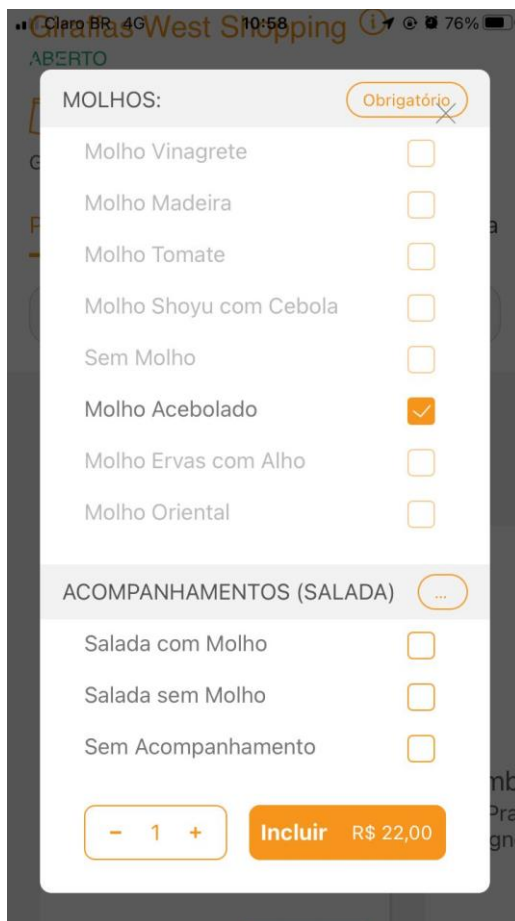 Claro BR 4G 10:58 76%
Giraffas West Shopping
ABERTO
MOLHOS: Obrigatório
Molho Vinagrete
Molho Madeira
Molho Tomate
Molho Shoyu com Cebola
Sem Molho
Molho Acebolado
Molho Ervas com Alho
Molho Oriental
ACOMPANHAMENTOS (SALADA) ...
Salada com Molho
Salada sem Molho
Sem Acompanhamento
- 1 + Incluir R$ 22,00